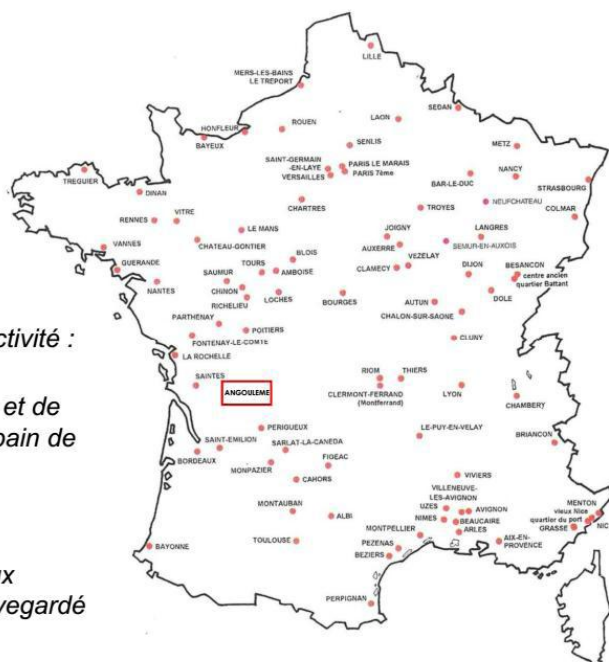 LILLE
MERS-LES-BAINS
LE TRÉPORT
SEDAN
LAON
ROUEN
HONFLEUR
BAYEUX
SENLIS
METZ
SAINT-GERMAIN
-EN-LAYE
VERSAILLES
PARIS LE MARAIS
PARIS 7ème
NANCY
BAR-LE-DUC
STRASBOURG
TREGUIER
DINAN
CHARTRES
TROYES
NEUFCHATEAU
COLMAR
RENNES
VITRE
LE MANS
JOIGNY
LANGRES
VANNES
CHATEAU-GONTIER
AUXERRE
SEMUR-EN-AUXOIS
BLOIS
VEZELAY
GUERANDE
TOURS
AMBOISE
CLAMECY
DIJON
BESANCON
centre ancien
quartier Battant
NANTES
SAUMUR
CHINON
RICHELIEU
LOCHES
BOURGES
AUTUN
DOLE
CHALON-SUR-SAONE
PARTHENAY
POITIERS
FONTENAY-LE-COMTE
CLUNY
ctivité :
LA ROCHELLE
SAINTES
ANGOULEME
RIOM
THIERS
CLERMONT-FERRAND
(Montferrand)
LYON
CHAMBERY
et de
pain de
PERIGUEUX
LE-PUY-EN-VELAY
BRIANCON
SAINT-EMILION
SARLAT-LA-CANEDA
BORDEAUX
MONPAZIER
FIGEAC
CAHORS
VIVIERS
VILLENEUVE-
LES-AVIGNON
MONTAUBAN
ALBI
UZES
AVIGNON
MENTON
vieux Nice
quartier du port
NIMES
BEAUCAIRE
ARLES
GRASSE
NIC
MONTPELLIER
AIX-EN-
PROVENCE
BAYONNE
TOULOUSE
PEZENAS
BEZIERS
ux
vegardé
PERPIGNAN